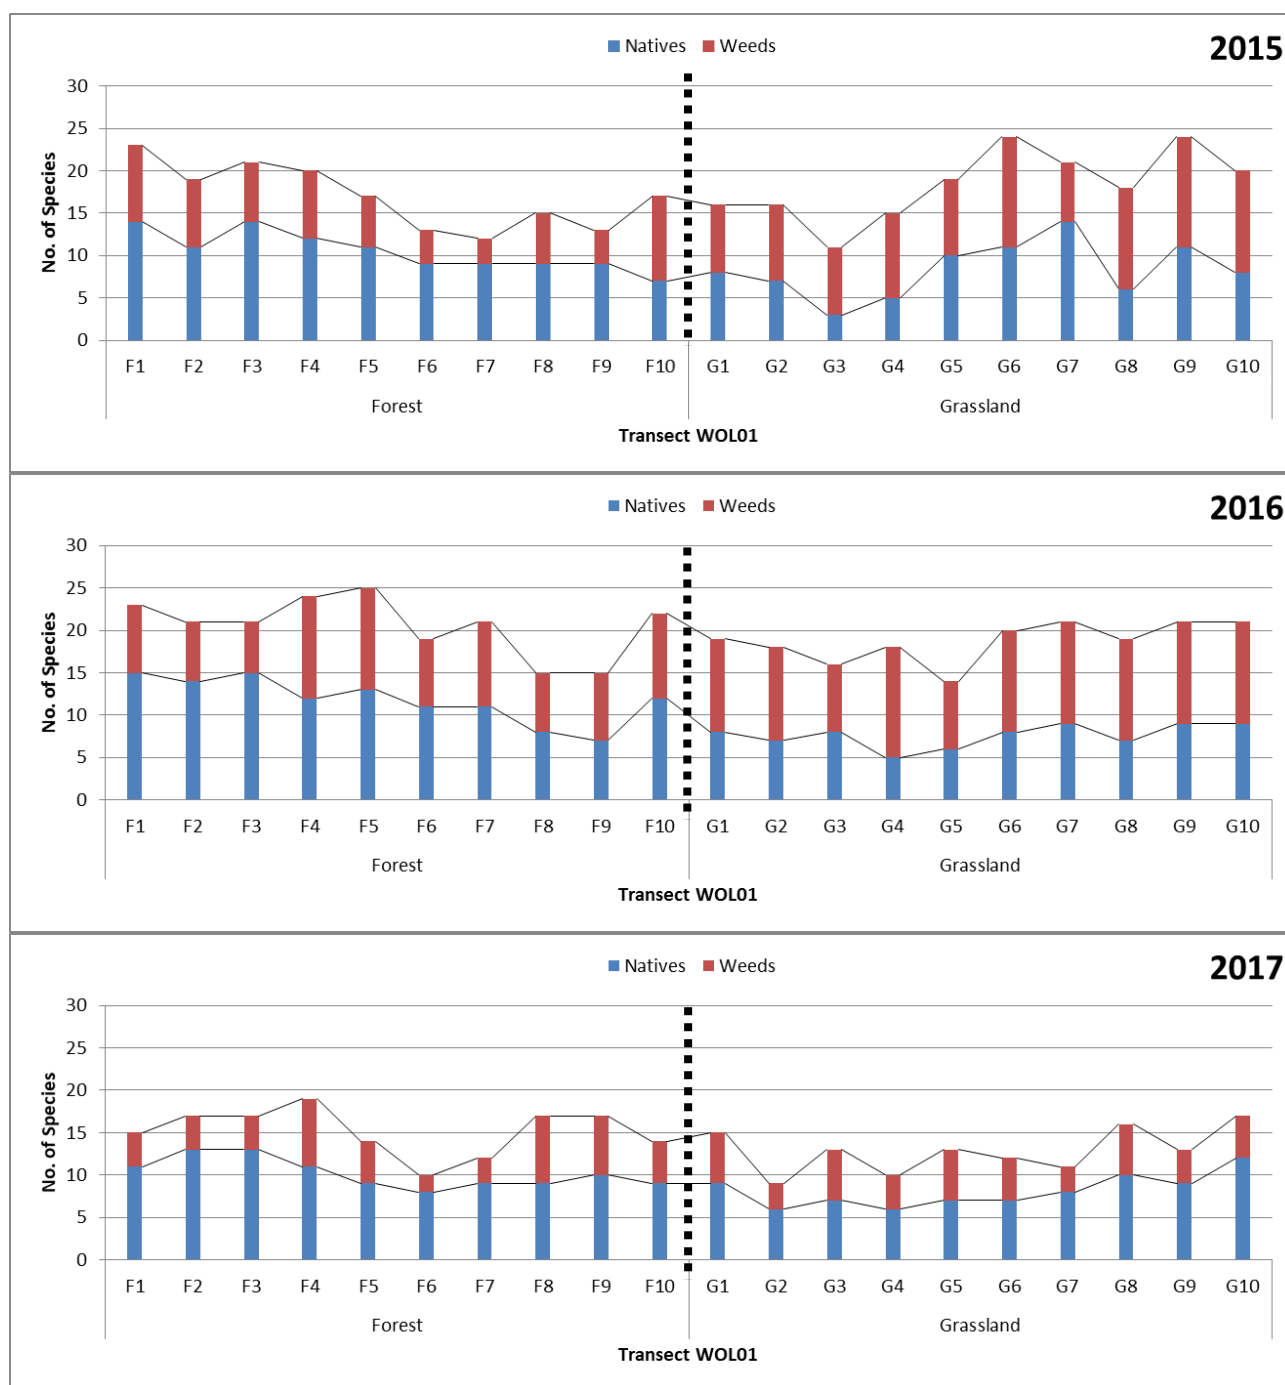 Natives Weeds
2015
No. of Species
30
25
20
15
10
5
0
F1 F2 F3 F4 F5 F6 F7 F8 F9 F10 G1 G2 G3 G4 G5 G6 G7 G8 G9 G10
Forest Grassland
Transect WOL01
Natives Weeds
2016
No. of Species
30
25
20
15
10
5
0
F1 F2 F3 F4 F5 F6 F7 F8 F9 F10 G1 G2 G3 G4 G5 G6 G7 G8 G9 G10
Forest Grassland
Transect WOL01
Natives Weeds
2017
No. of Species
30
25
20
15
10
5
0
F1 F2 F3 F4 F5 F6 F7 F8 F9 F10 G1 G2 G3 G4 G5 G6 G7 G8 G9 G10
Forest Grassland
Transect WOL01